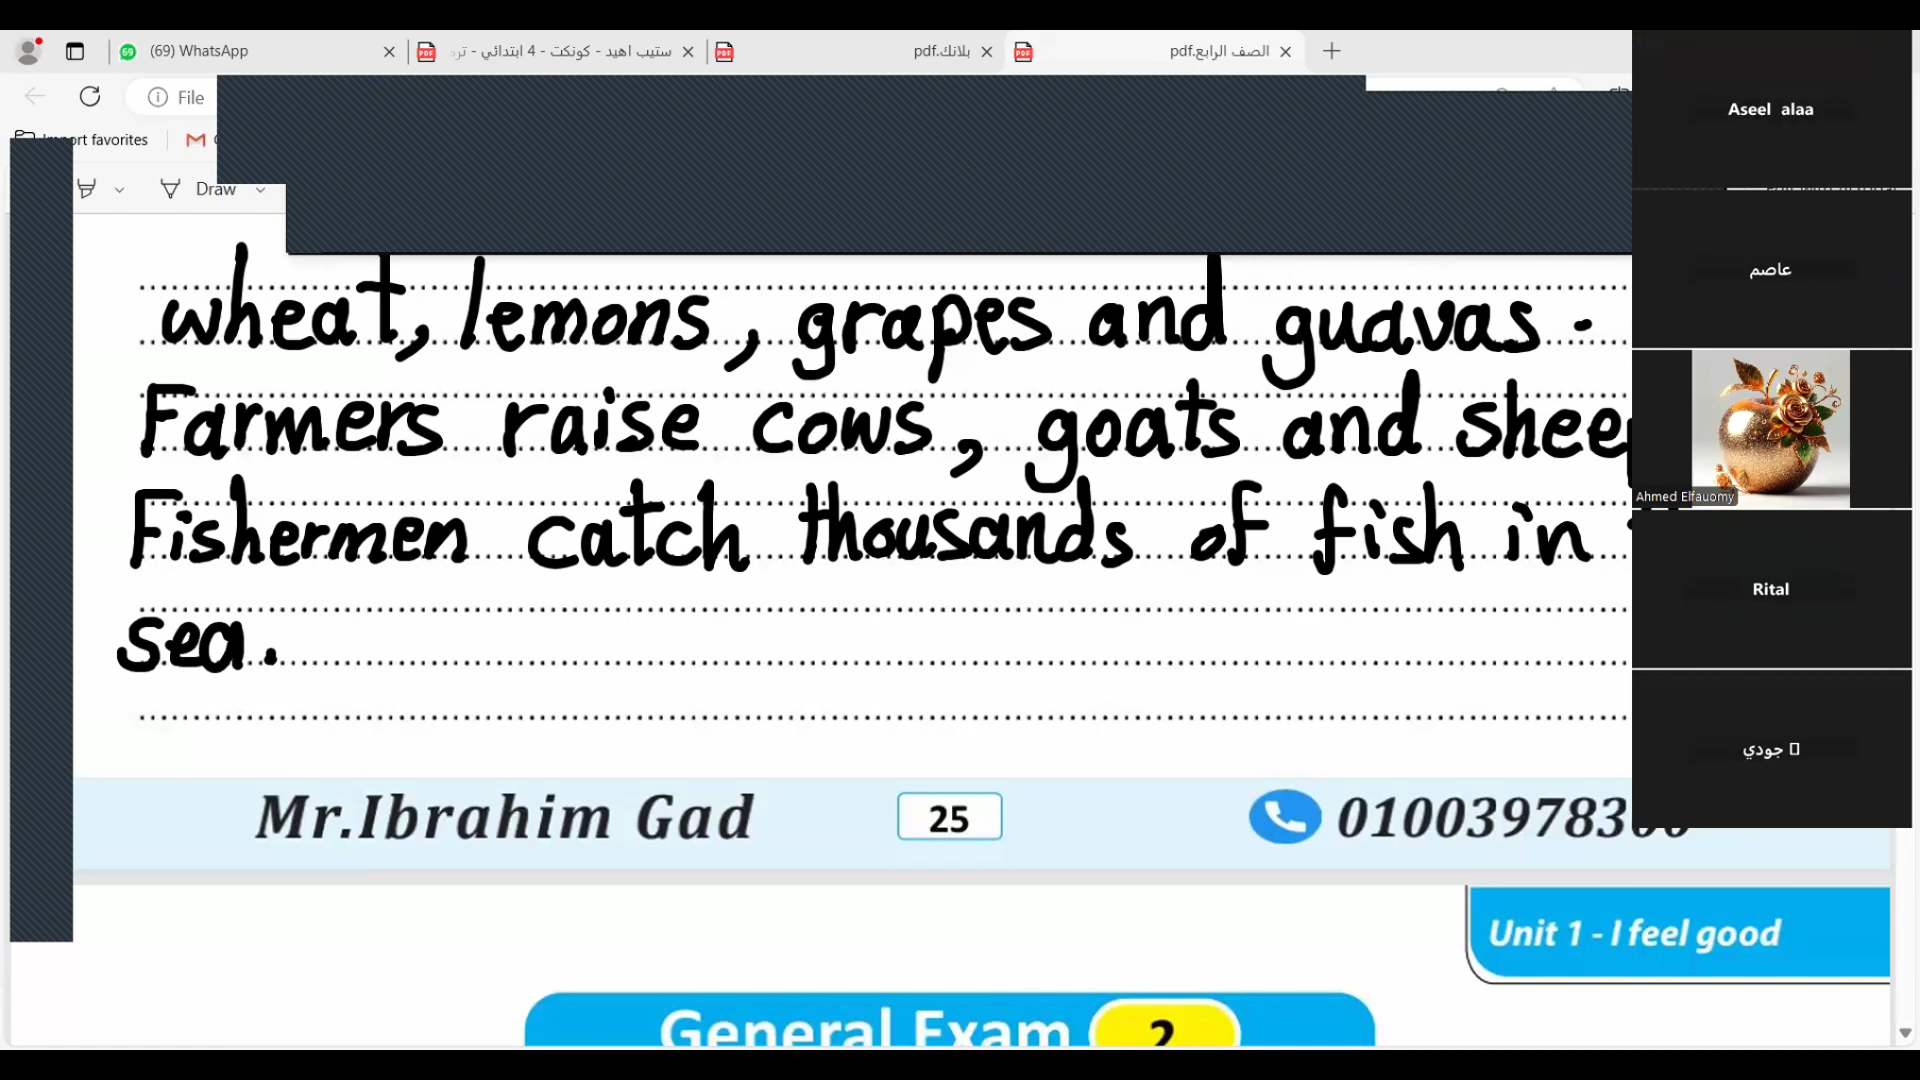 (69) WhatsApp
ستيب اهيد - كونكت - 4 ابتدائي - ترد
بلانك.pdf
الصف الرابع.pdf
File
Import favorites
Draw
wheat, lemons, grapes and guavas.
Farmers raise cows, goats and shee
Fishermen catch thousands of fish in
sea.
Mr.Ibrahim Gad
25
01003978300
Unit 1 - I feel good
General Exam 2
Aseel alaa
عاصم
Ahmed Elfauomy
Rital
جودي